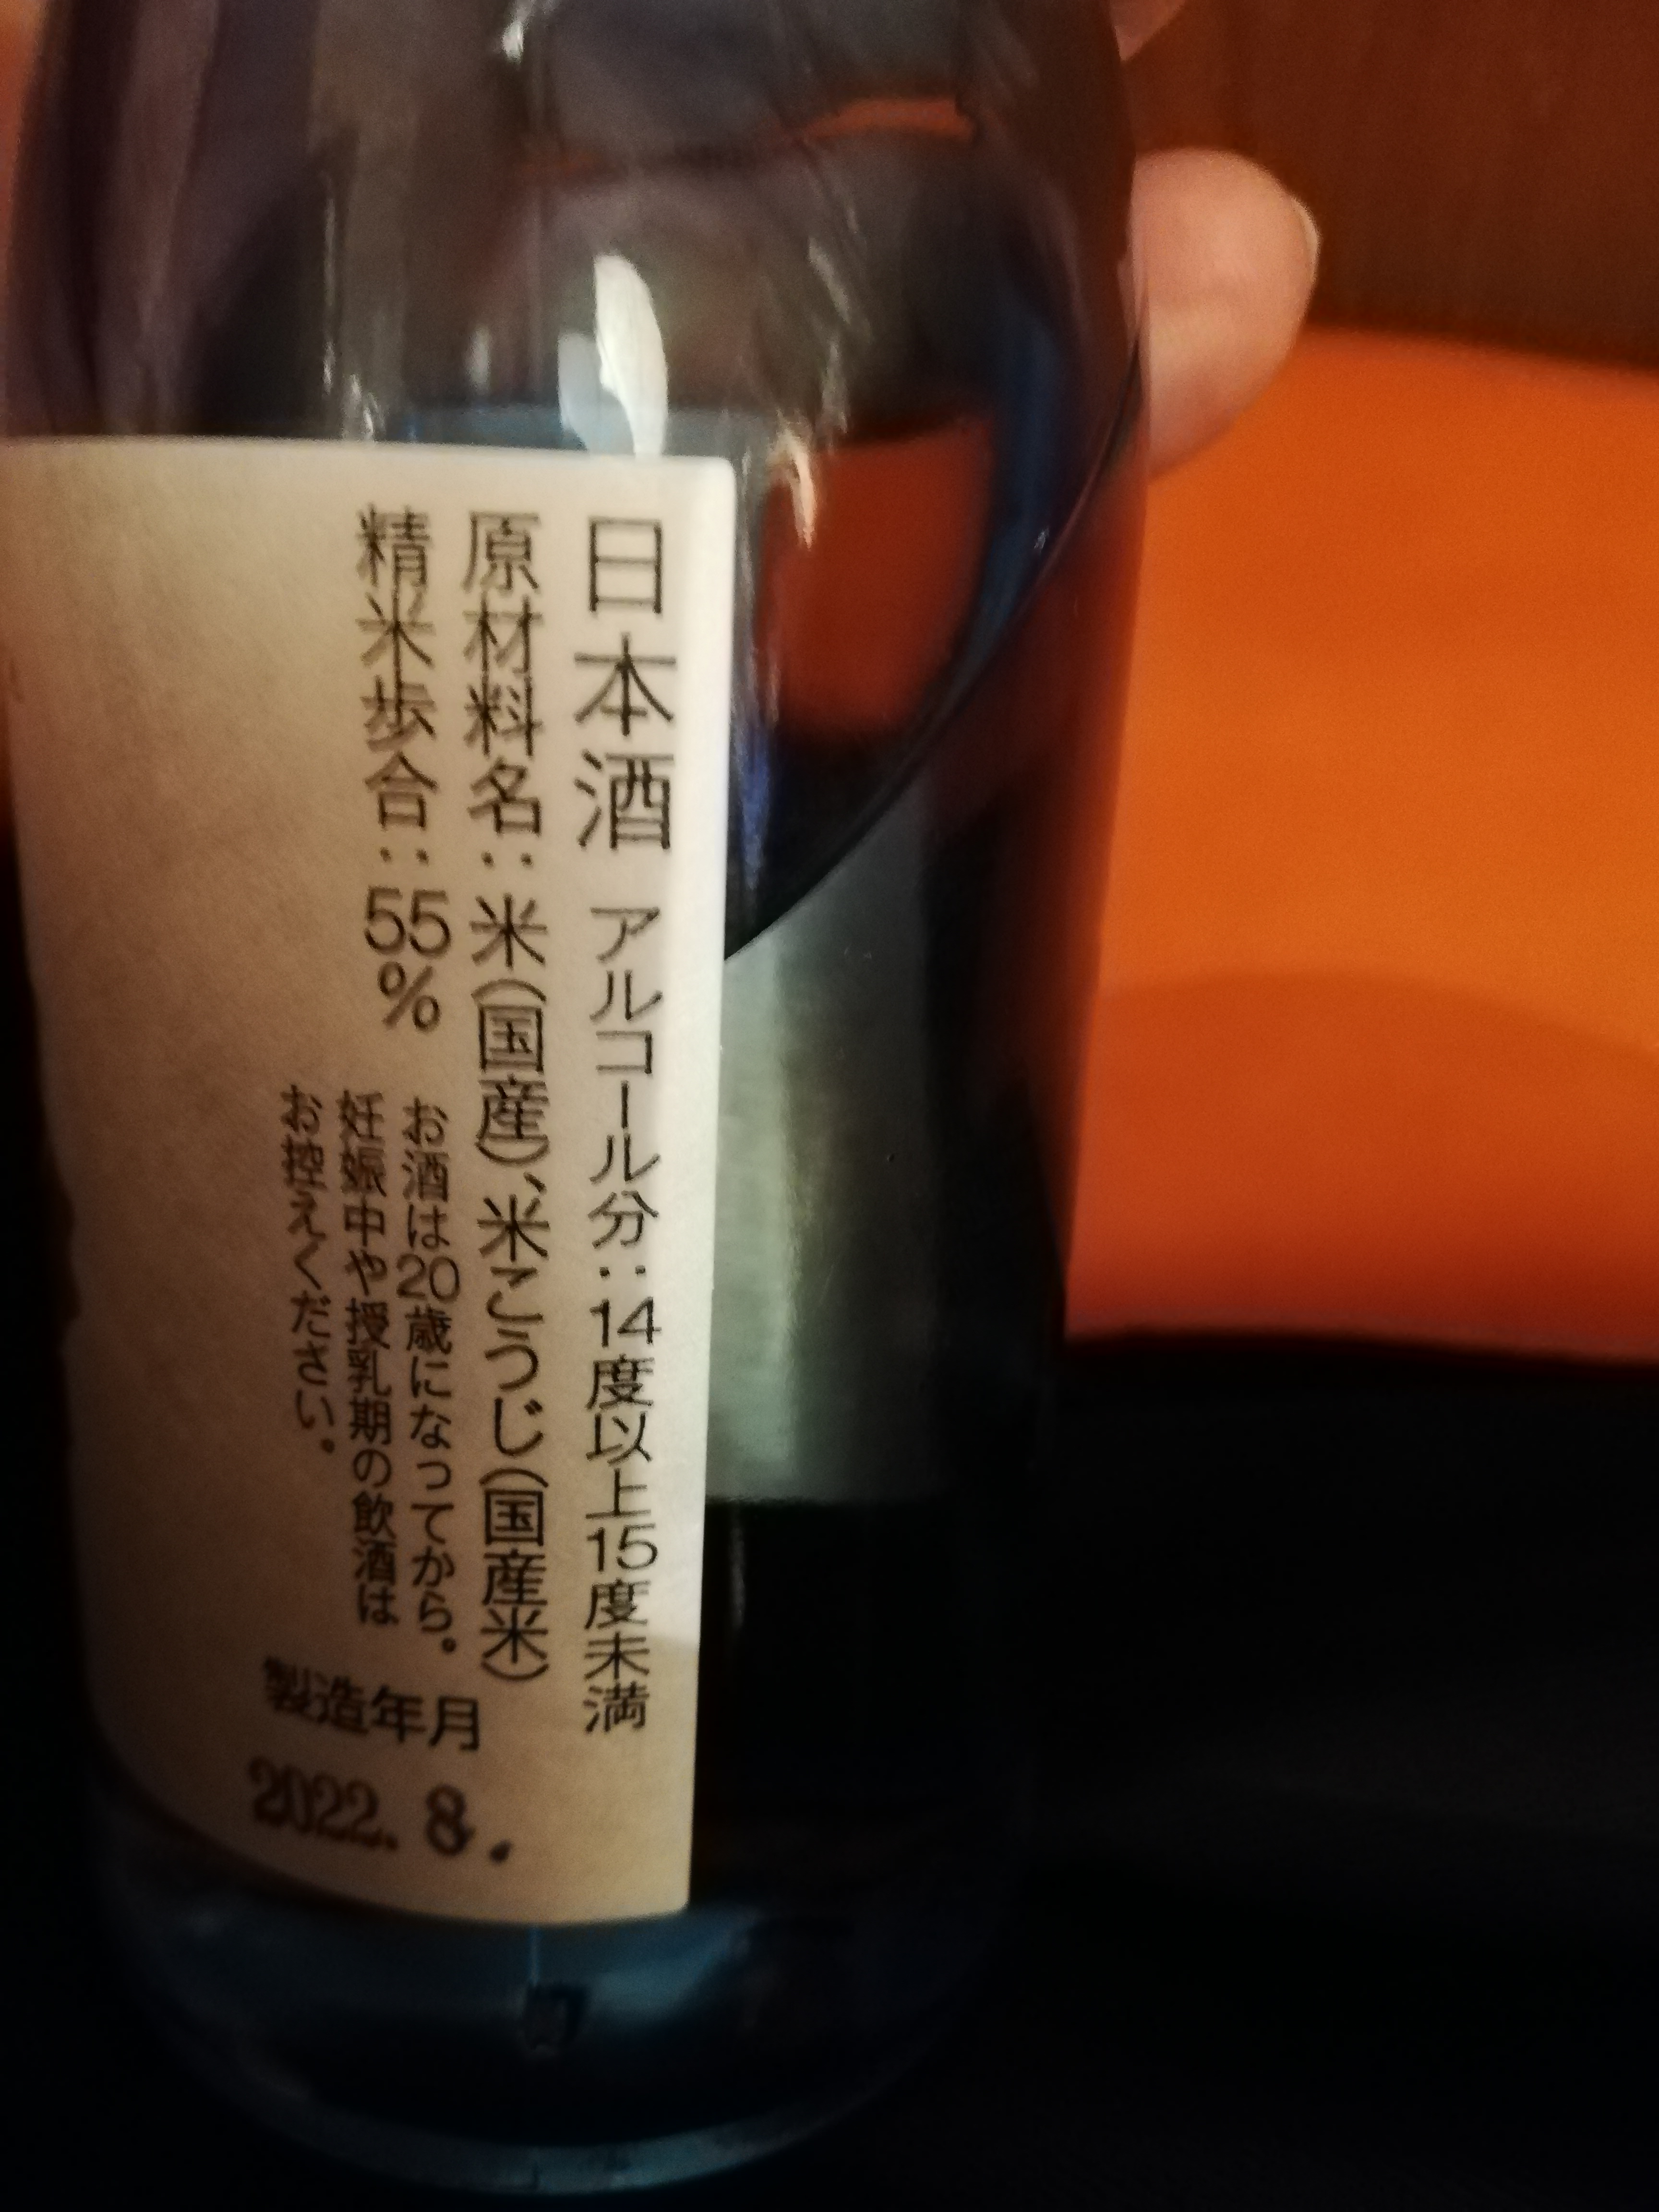 日本酒 アルコール分：14度以上15度未満
原材料名：米（国産）、米こうじ（国産米）
精米歩合：55%
お酒は20歳になってから。
妊娠中や授乳期の飲酒は
お控えください。
製造年月
2022. 8.